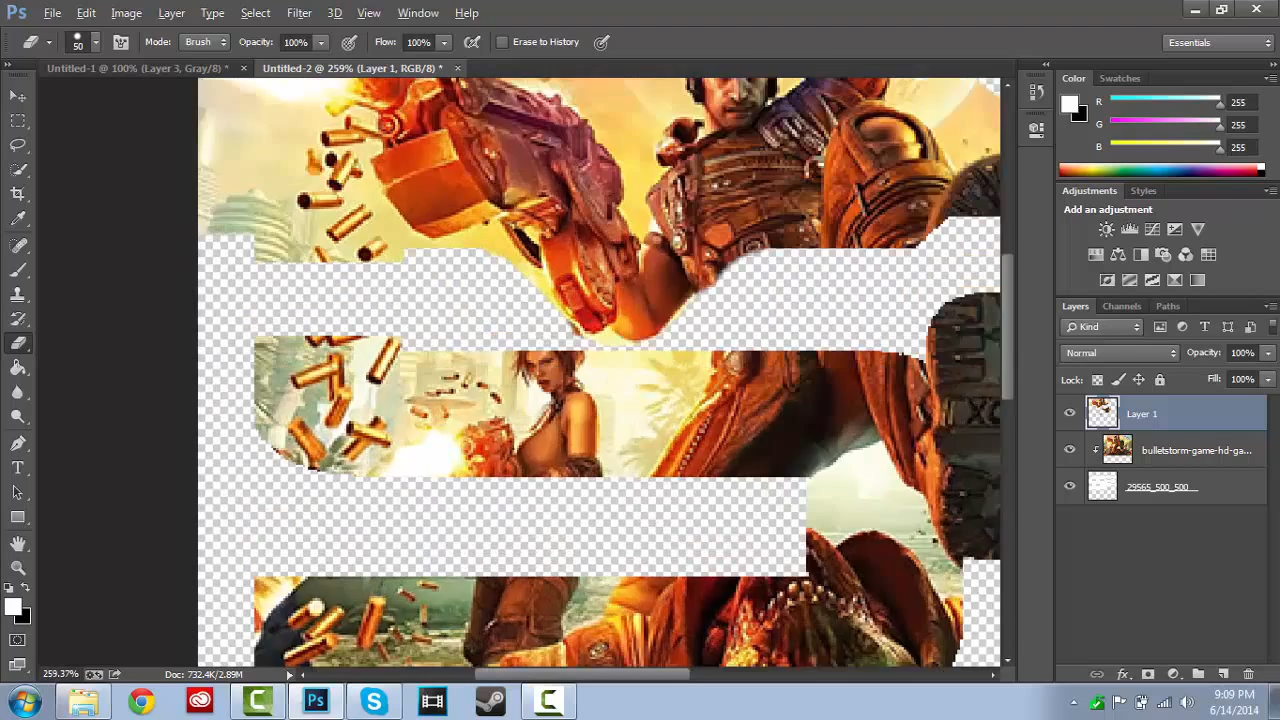 Ps File Edit Image Layer Type Select Filter 3D View Window Help
50 Mode: Brush Opacity: 100% Flow: 100% Erase to History Essentials
Untitled-1 @ 100% (Layer 3, Gray/8) * × Untitled-2 @ 259% (Layer 1, RGB/8) * ×
Color Swatches
R 255
G 255
B 255
Adjustments Styles
Add an adjustment
Layers Channels Paths
Kind
Normal Opacity: 100%
Lock: Fill: 100%
Layer 1
bulletstorm-game-hd-ga...
29565_500_500
259.37% Doc: 732.4K/2.89M
Ps
9:09 PM
6/14/2014